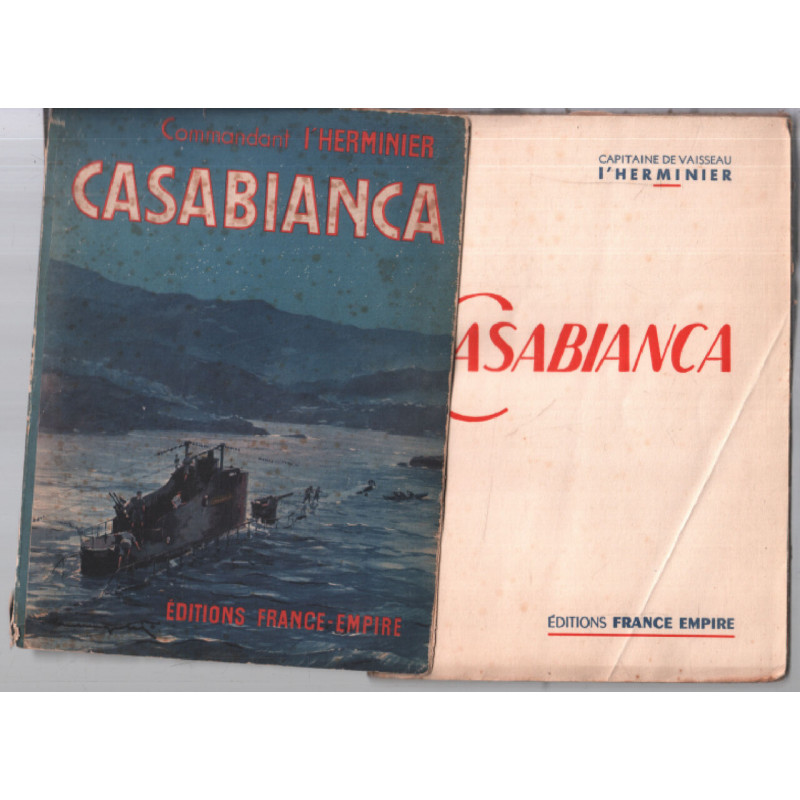 Commandant l'HERMINIER
CASABIANCA
ÉDITIONS FRANCE-EMPIRE
CAPITAINE DE VAISSEAU
l'HERMINIER
CASABIANCA
ÉDITIONS FRANCE EMPIRE